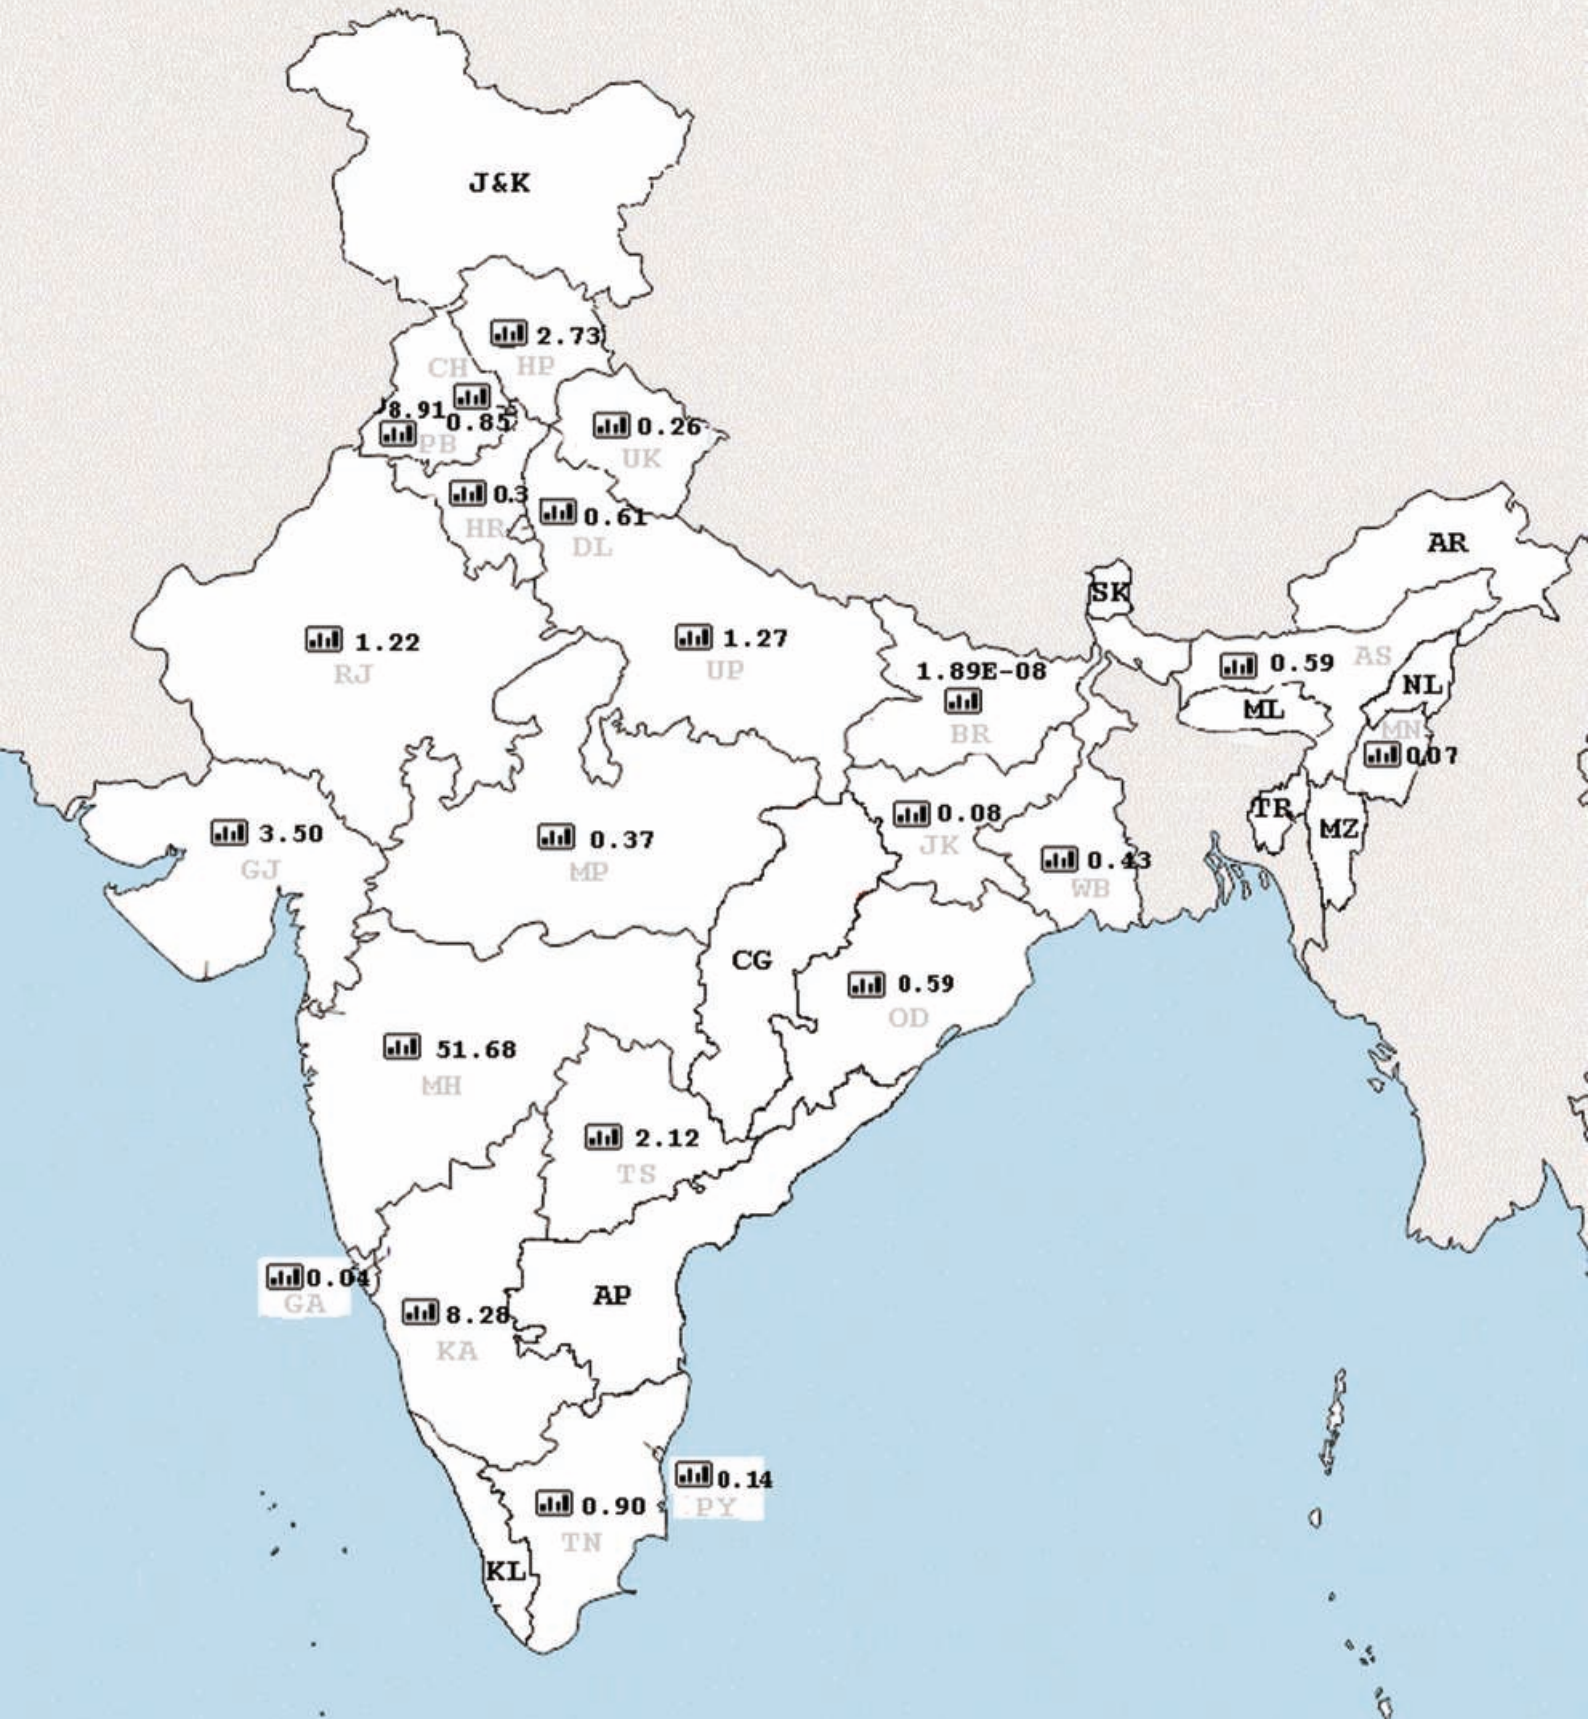 J&K
2.73
CH HP
8.91
0.85
PB
0.26
UK
0.3
HR
0.61
DL
AR
SK
1.22
RJ
1.27
UP
1.89E-08
BR
0.59 AS
NL
ML
MN
0.07
3.50
GJ
0.37
MP
0.08
JK
0.43
WB
TR
MZ
CG
0.59
OD
51.68
MH
2.12
TS
0.04
GA
8.28
KA
AP
0.14
PY
0.90
TN
KL